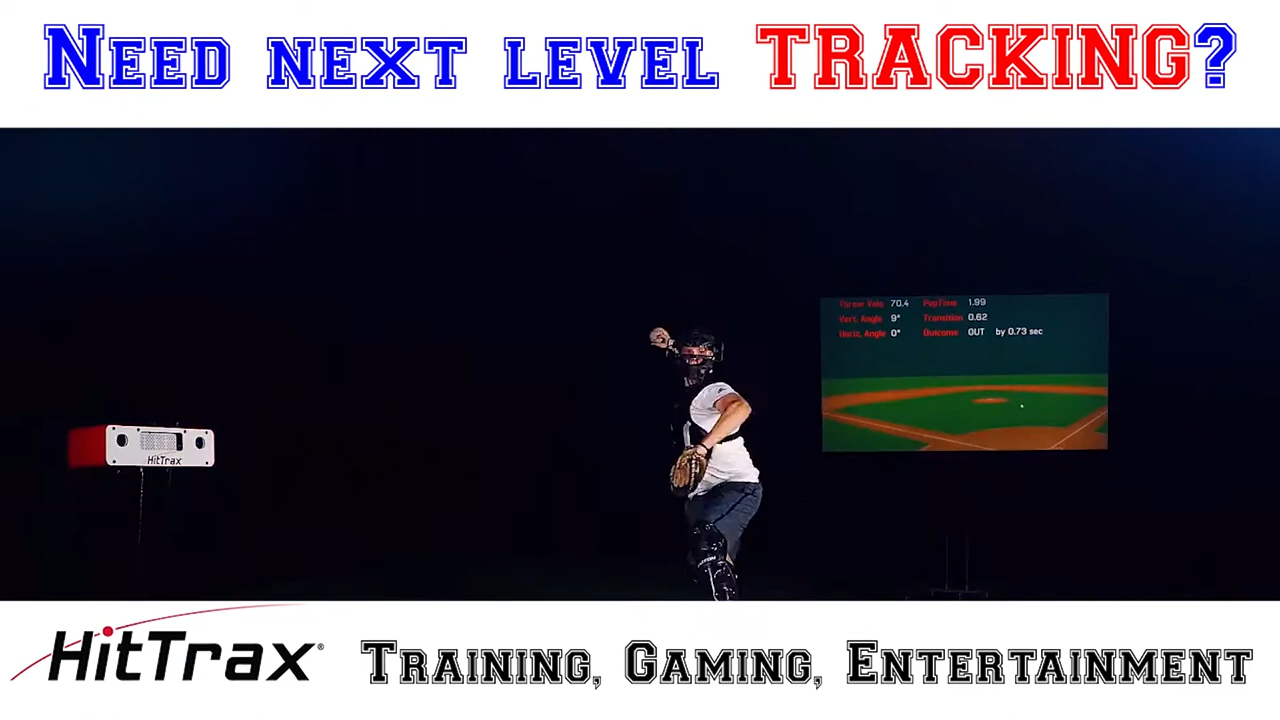 Need next level TRACKING?
Throw Velo 70.4 PopTime 1.99
Vert. Angle 9° Transition 0.62
Horiz. Angle 0° Outcome OUT by 0.73 sec
HitTrax
HitTrax® Training, Gaming, Entertainment